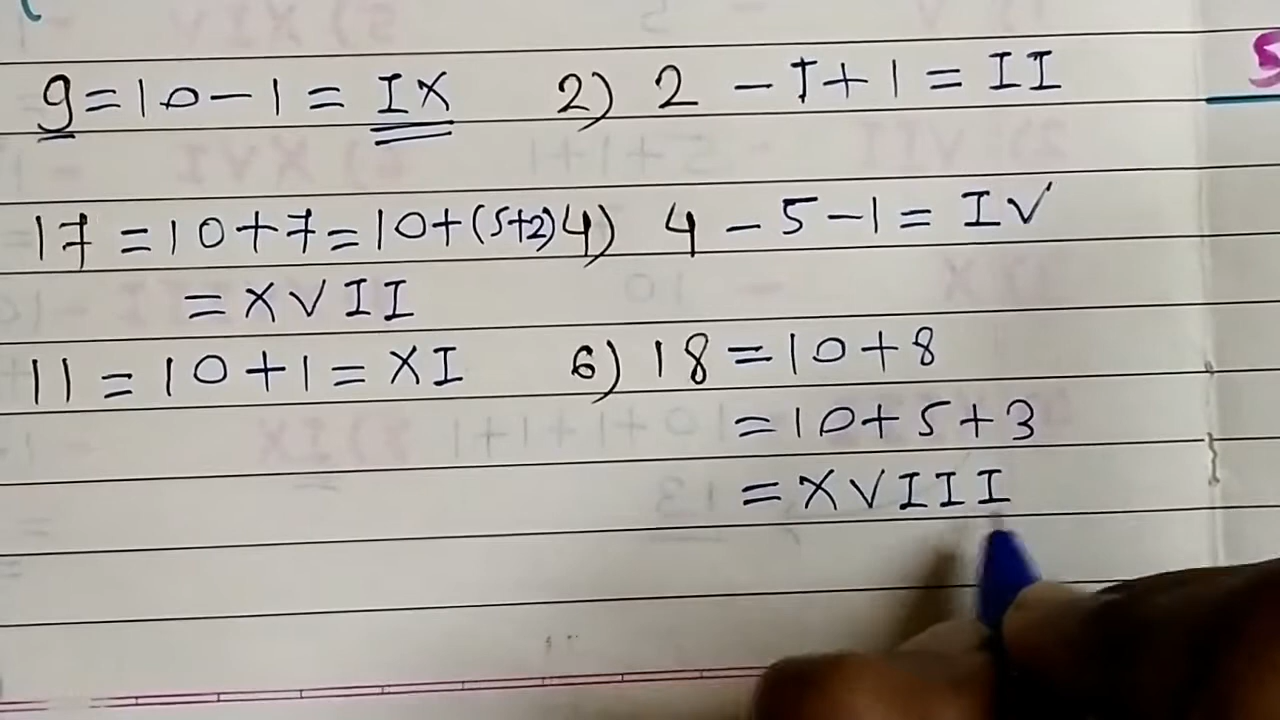 9=10-1= IX 2) 2 - 1+1= II
17=10+7=10+(5+2) 4) 4 - 5-1= IV
= XVII
11=10+1= XI 6) 18=10+8
=10+5+3
= XVIII
5